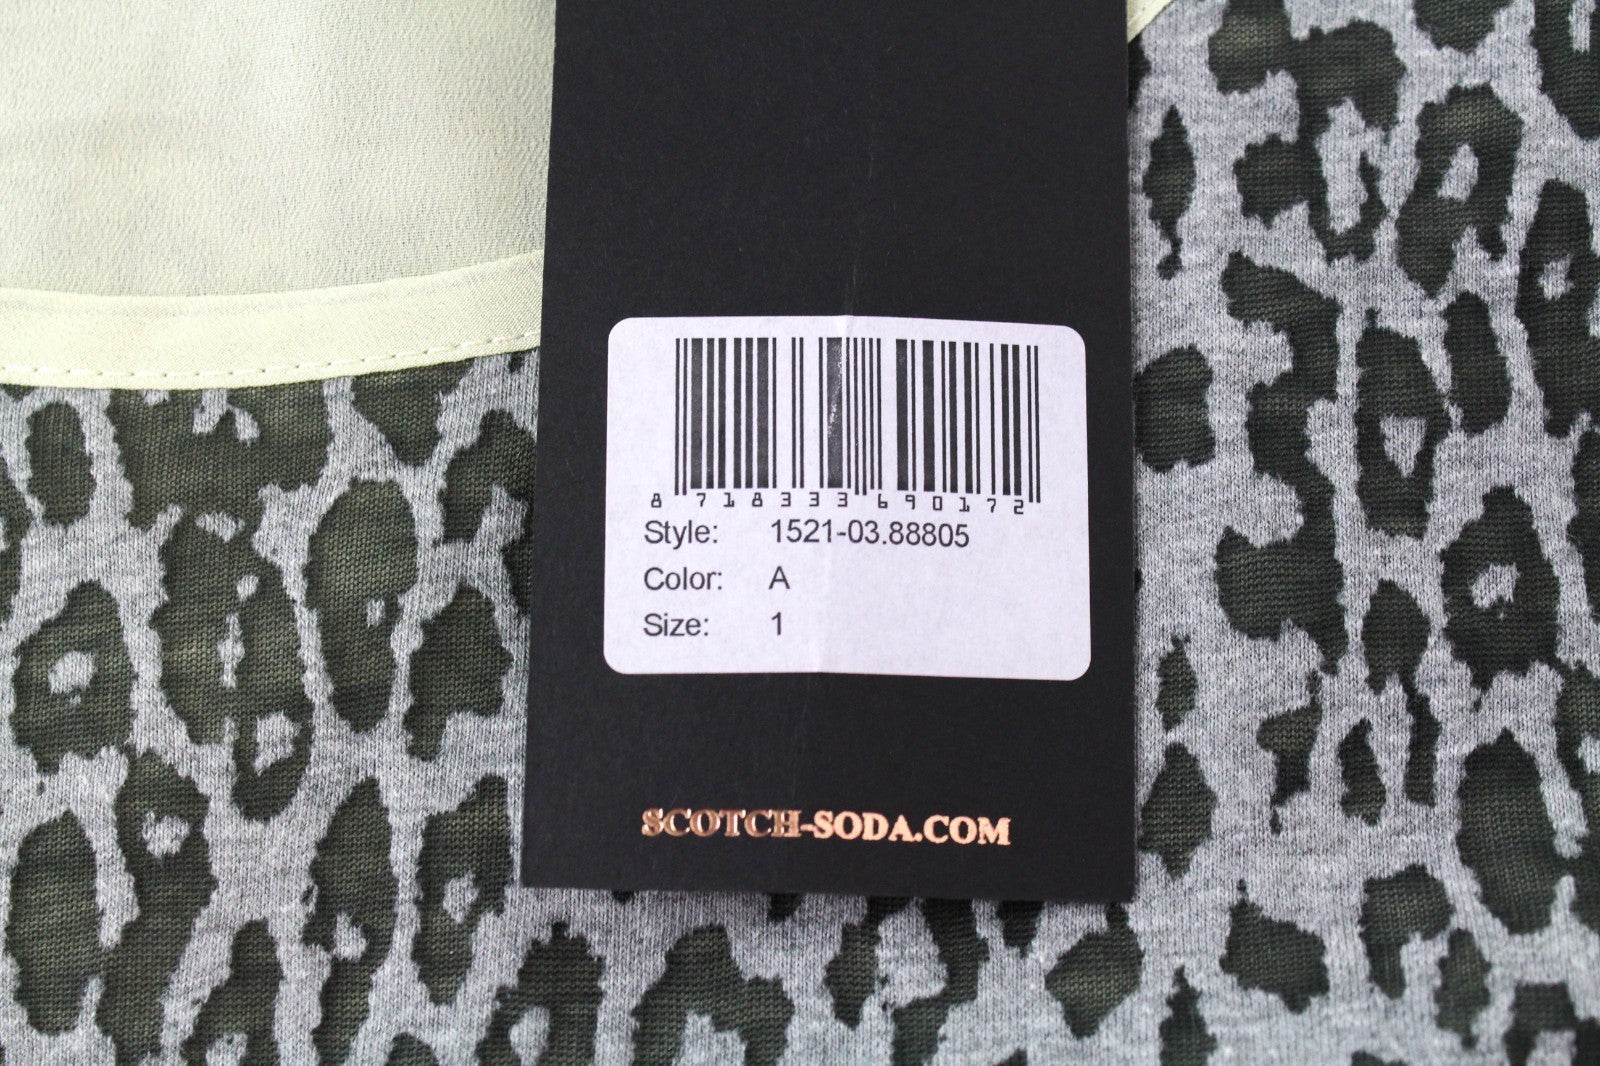 8 718333 690172
Style: 1521-03.88805
Color: A
Size: 1
SCOTCH-SODA.COM